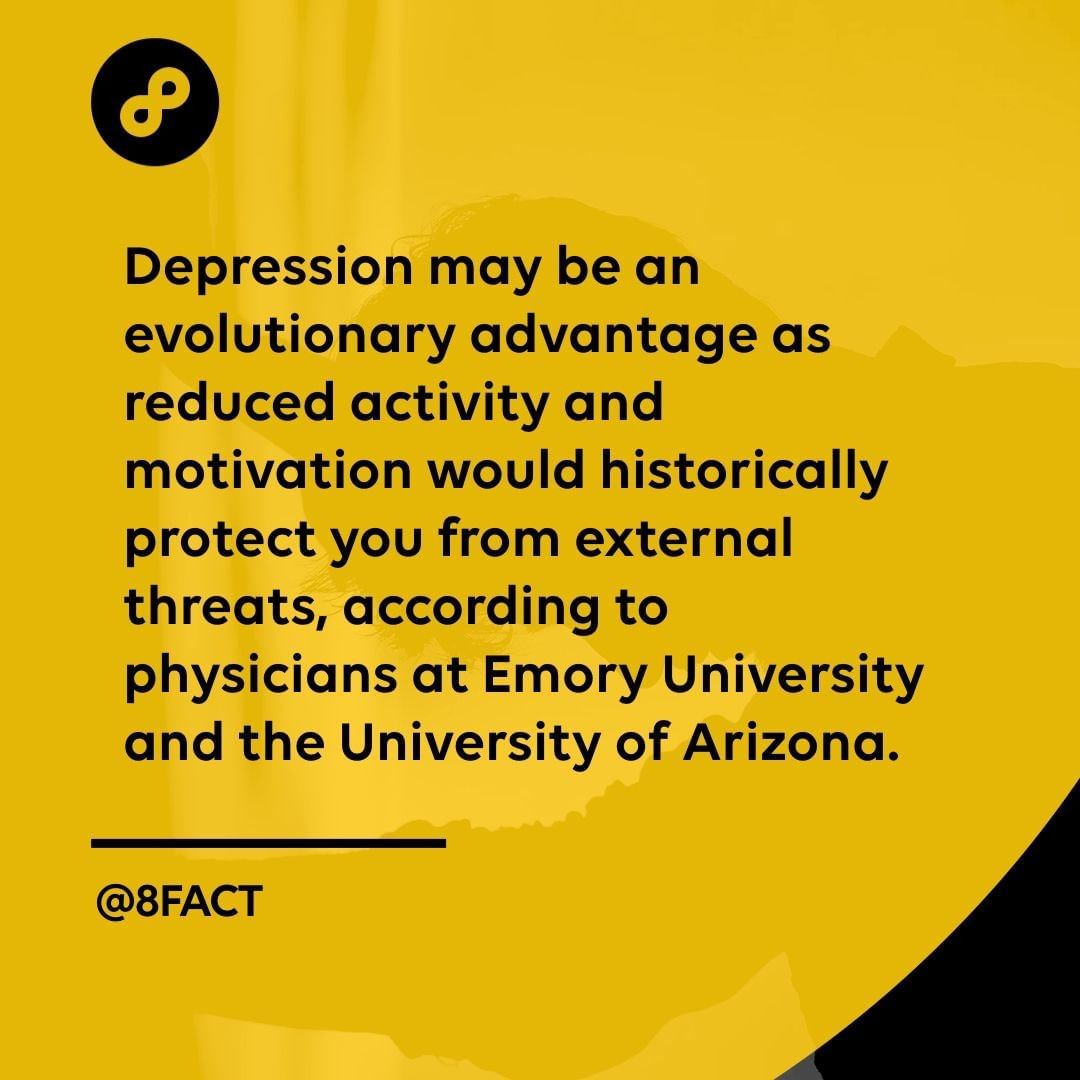 Depression may be an
evolutionary advantage as
reduced activity and
motivation would historically
protect you from external
threats, according to
physicians at Emory University
and the University of Arizona.
@8FACT